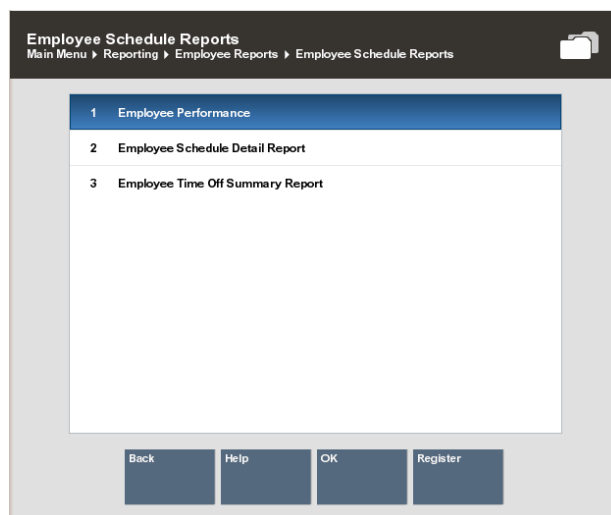 Employee Schedule Reports
Main Menu ▸ Reporting ▸ Employee Reports ▸ Employee Schedule Reports
1 Employee Performance
2 Employee Schedule Detail Report
3 Employee Time Off Summary Report
Back Help OK Register